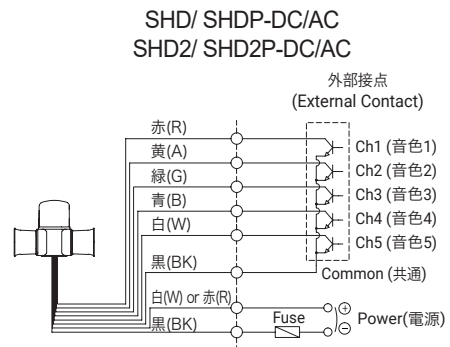 SHD/ SHDP-DC/AC
SHD2/ SHD2P-DC/AC
外部接点
(External Contact)
赤(R)
Ch1 (音色1)
黄(A)
Ch2 (音色2)
緑(G)
Ch3 (音色3)
青(B)
Ch4 (音色4)
白(W)
Ch5 (音色5)
黒(BK)
Common (共通)
白(W) or 赤(R)
⊕
Fuse
Power(電源)
黒(BK)
⊖